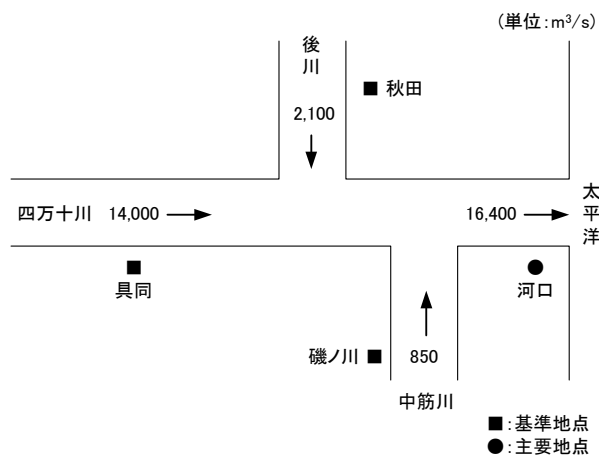 (単位:m³/s)
後川
■ 秋田
2,100
四万十川 14,000
16,400
太平洋
■
具同
●
河口
磯ノ川 ■
850
中筋川
■:基準地点
●:主要地点